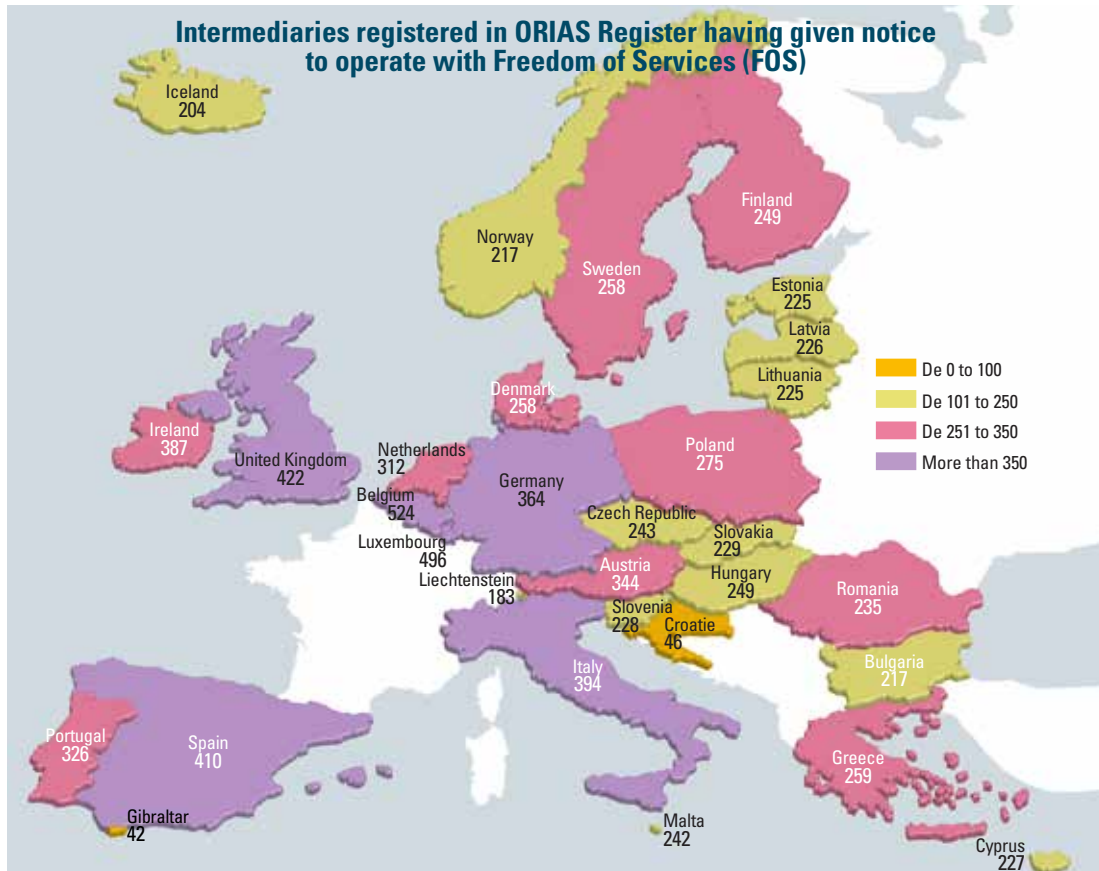 Intermediaries registered in ORIAS Register having given notice
to operate with Freedom of Services (FOS)
Iceland
204
Finland
249
Norway
217
Sweden
258
Estonia
225
Latvia
226
Lithuania
225
De 0 to 100
De 101 to 250
De 251 to 350
More than 350
Denmark
258
Ireland
387
United Kingdom
422
Netherlands
312
Poland
275
Germany
364
Belgium
524
Czech Republic
243
Slovakia
229
Luxembourg
496
Austria
344
Hungary
249
Liechtenstein
183
Romania
235
Slovenia
228
Croatie
46
Italy
394
Bulgaria
217
Portugal
326
Spain
410
Greece
259
Gibraltar
42
Malta
242
Cyprus
227